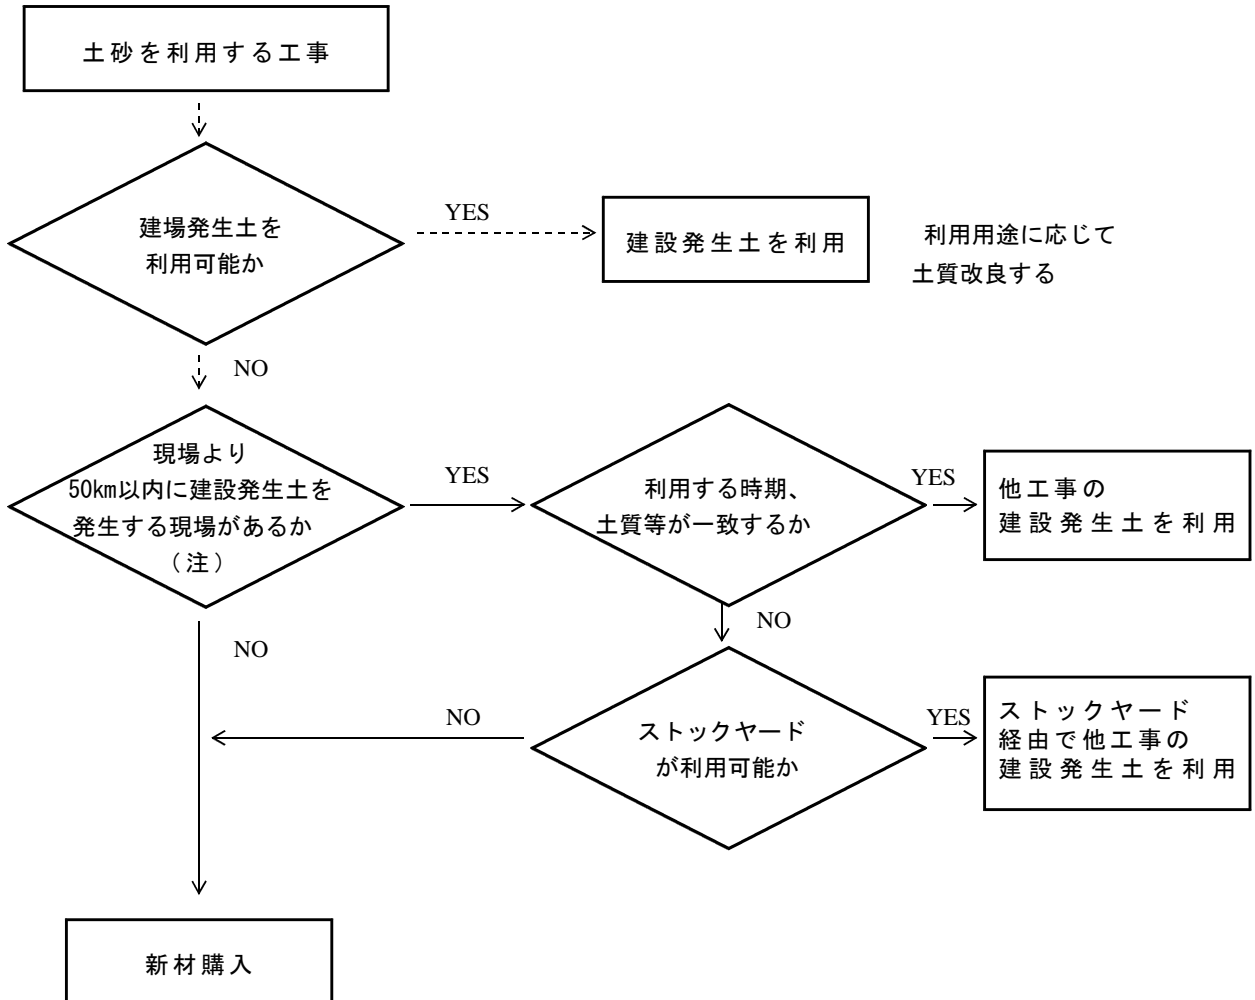 土砂を利用する工事
建場発生土を
利用可能か
YES
建設発生土を利用
利用用途に応じて
土質改良する
NO
現場より
50km以内に建設発生土を
発生する現場があるか
（注）
YES
利用する時期、
土質等が一致するか
YES
他工事の
建設発生土を利用
NO
NO
ストックヤード
が利用可能か
NO
YES
ストックヤード
経由で他工事の
建設発生土を利用
新材購入